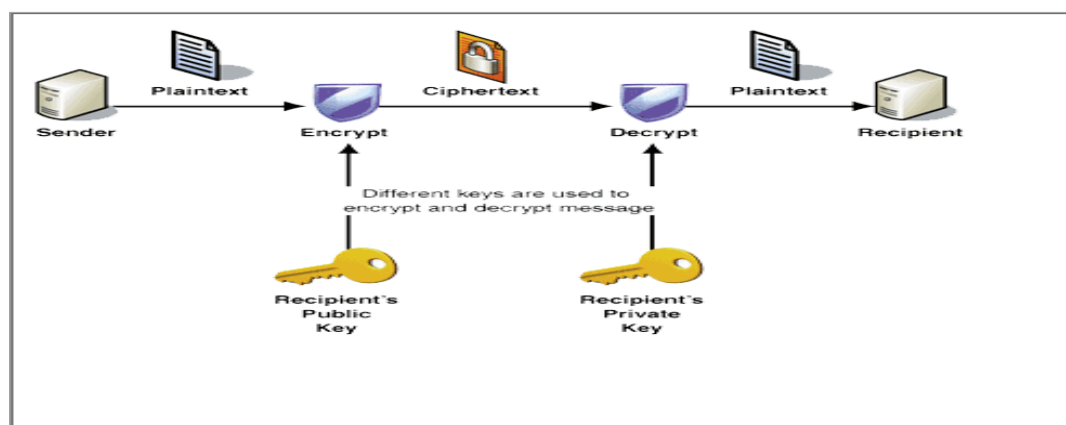 Plaintext
Ciphertext
Plaintext
Sender
Encrypt
Decrypt
Recipient
Different keys are used to
encrypt and decrypt message
Recipient's
Public
Key
Recipient's
Private
Key